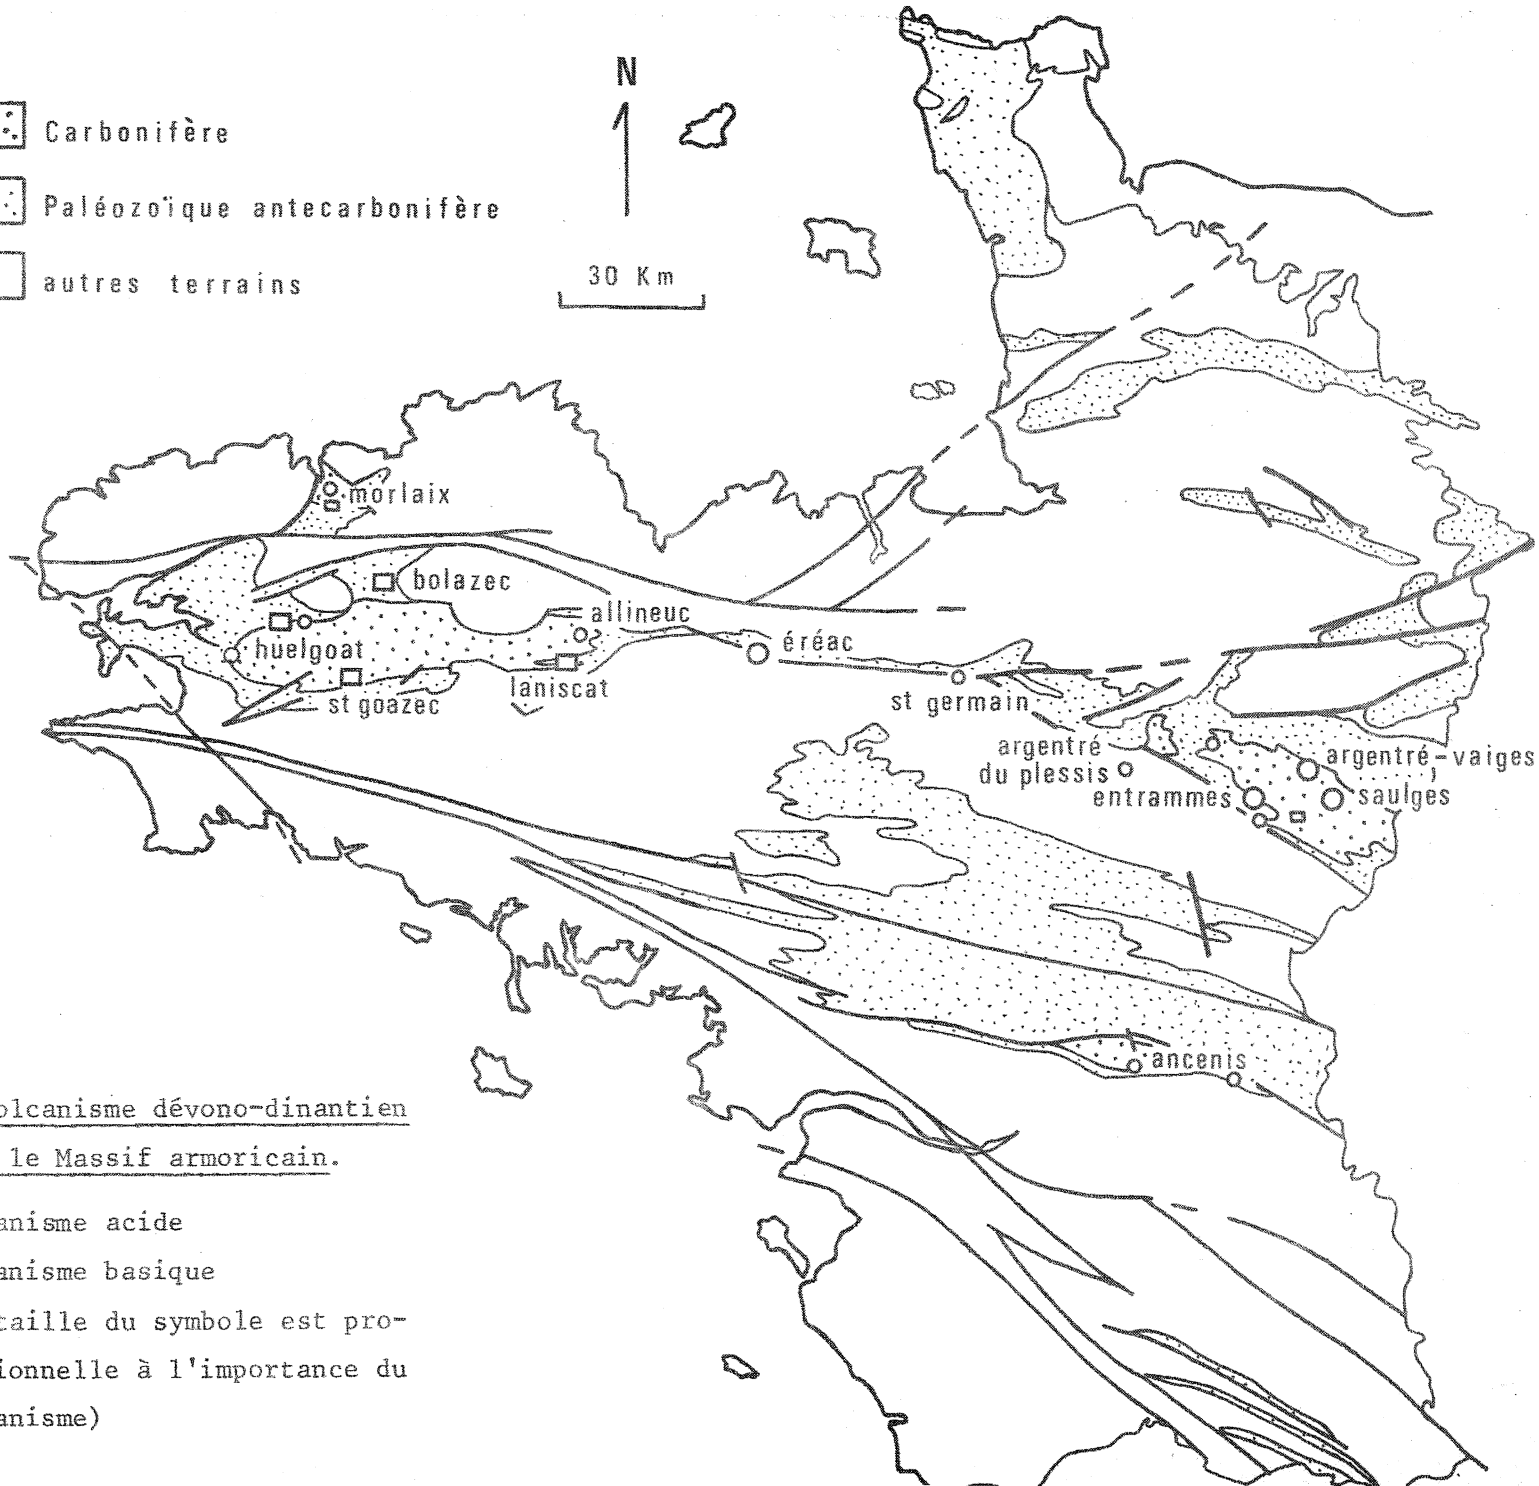 N
Carbonifère
Paléozoïque antecarbonifère
autres terrains
30 Km
morlaix
bolazec
allineuc
huelgoat
éréac
laniscat
st goazec
st germain
argentré
du plessis
argentré-vaiges
entrammes
saulges
ancenis
olcanisme dévono-dinantien
le Massif armoricain.
anisme acide
anisme basique
taille du symbole est pro-
ionnelle à l'importance du
anisme)